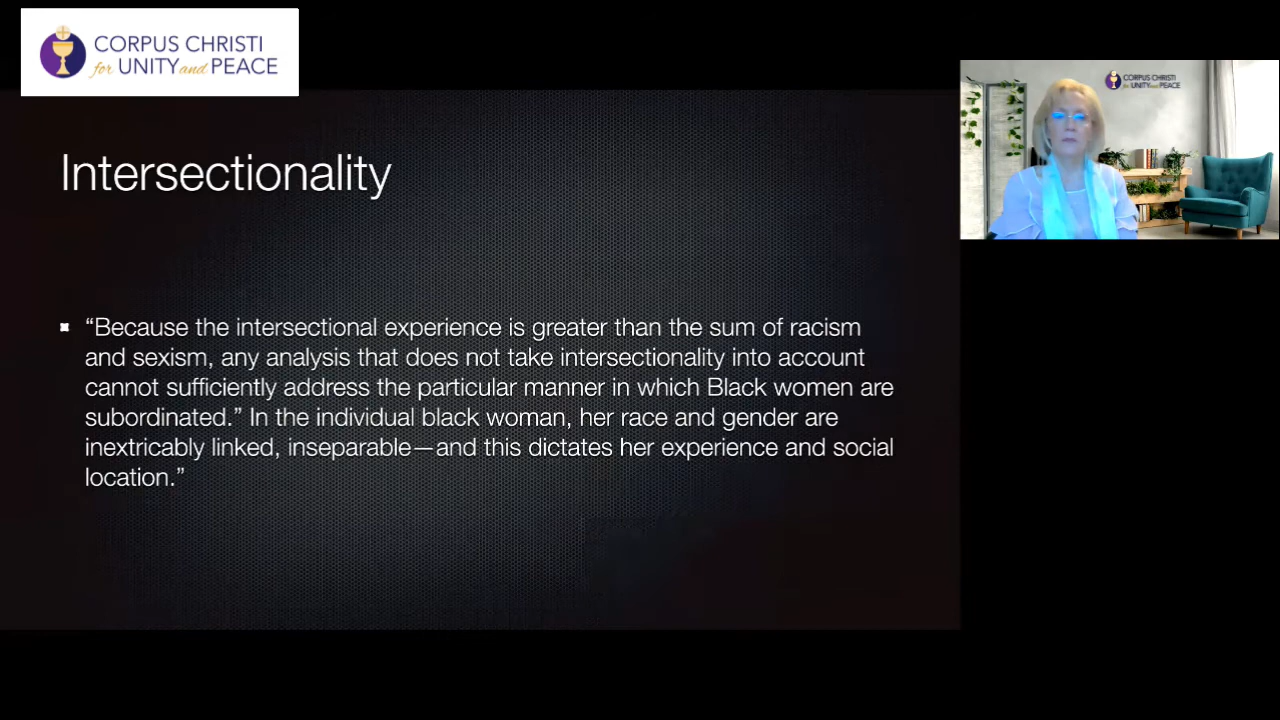 CORPUS CHRISTI
for UNITY and PEACE
CORPUS CHRISTI
for UNITY and PEACE
Intersectionality
“Because the intersectional experience is greater than the sum of racism
and sexism, any analysis that does not take intersectionality into account
cannot sufficiently address the particular manner in which Black women are
subordinated.” In the individual black woman, her race and gender are
inextricably linked, inseparable—and this dictates her experience and social
location.”